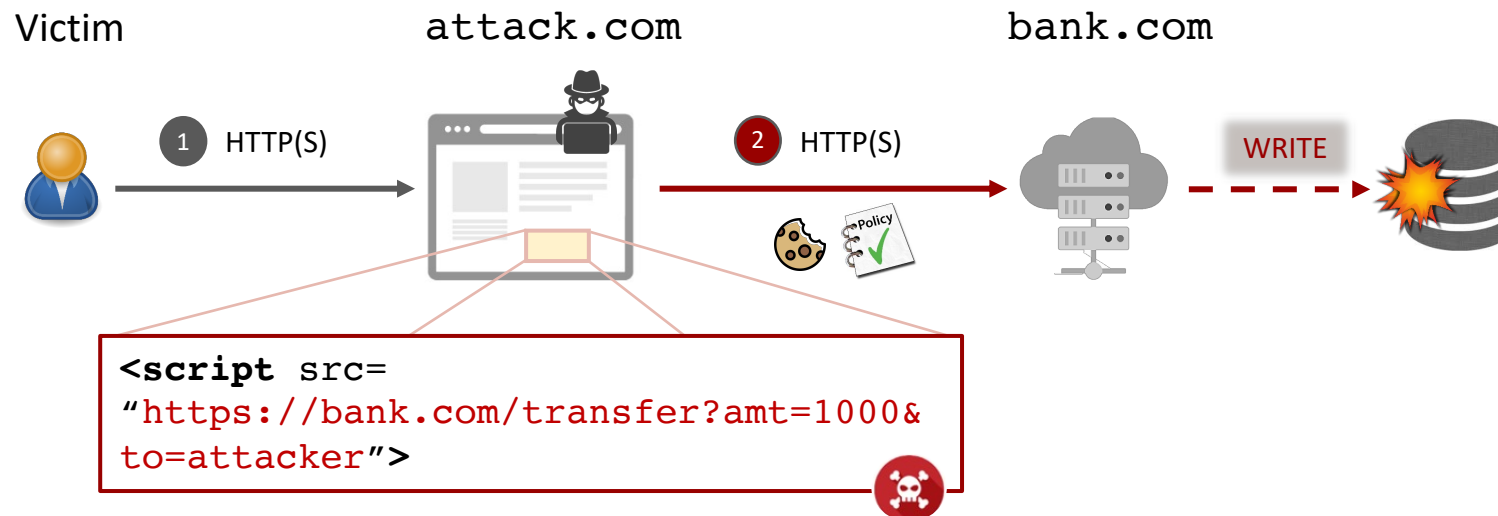 Victim
attack.com
bank.com
1 HTTP(S)
2 HTTP(S)
WRITE
Policy
<script src=
“https://bank.com/transfer?amt=1000&
to=attacker”>